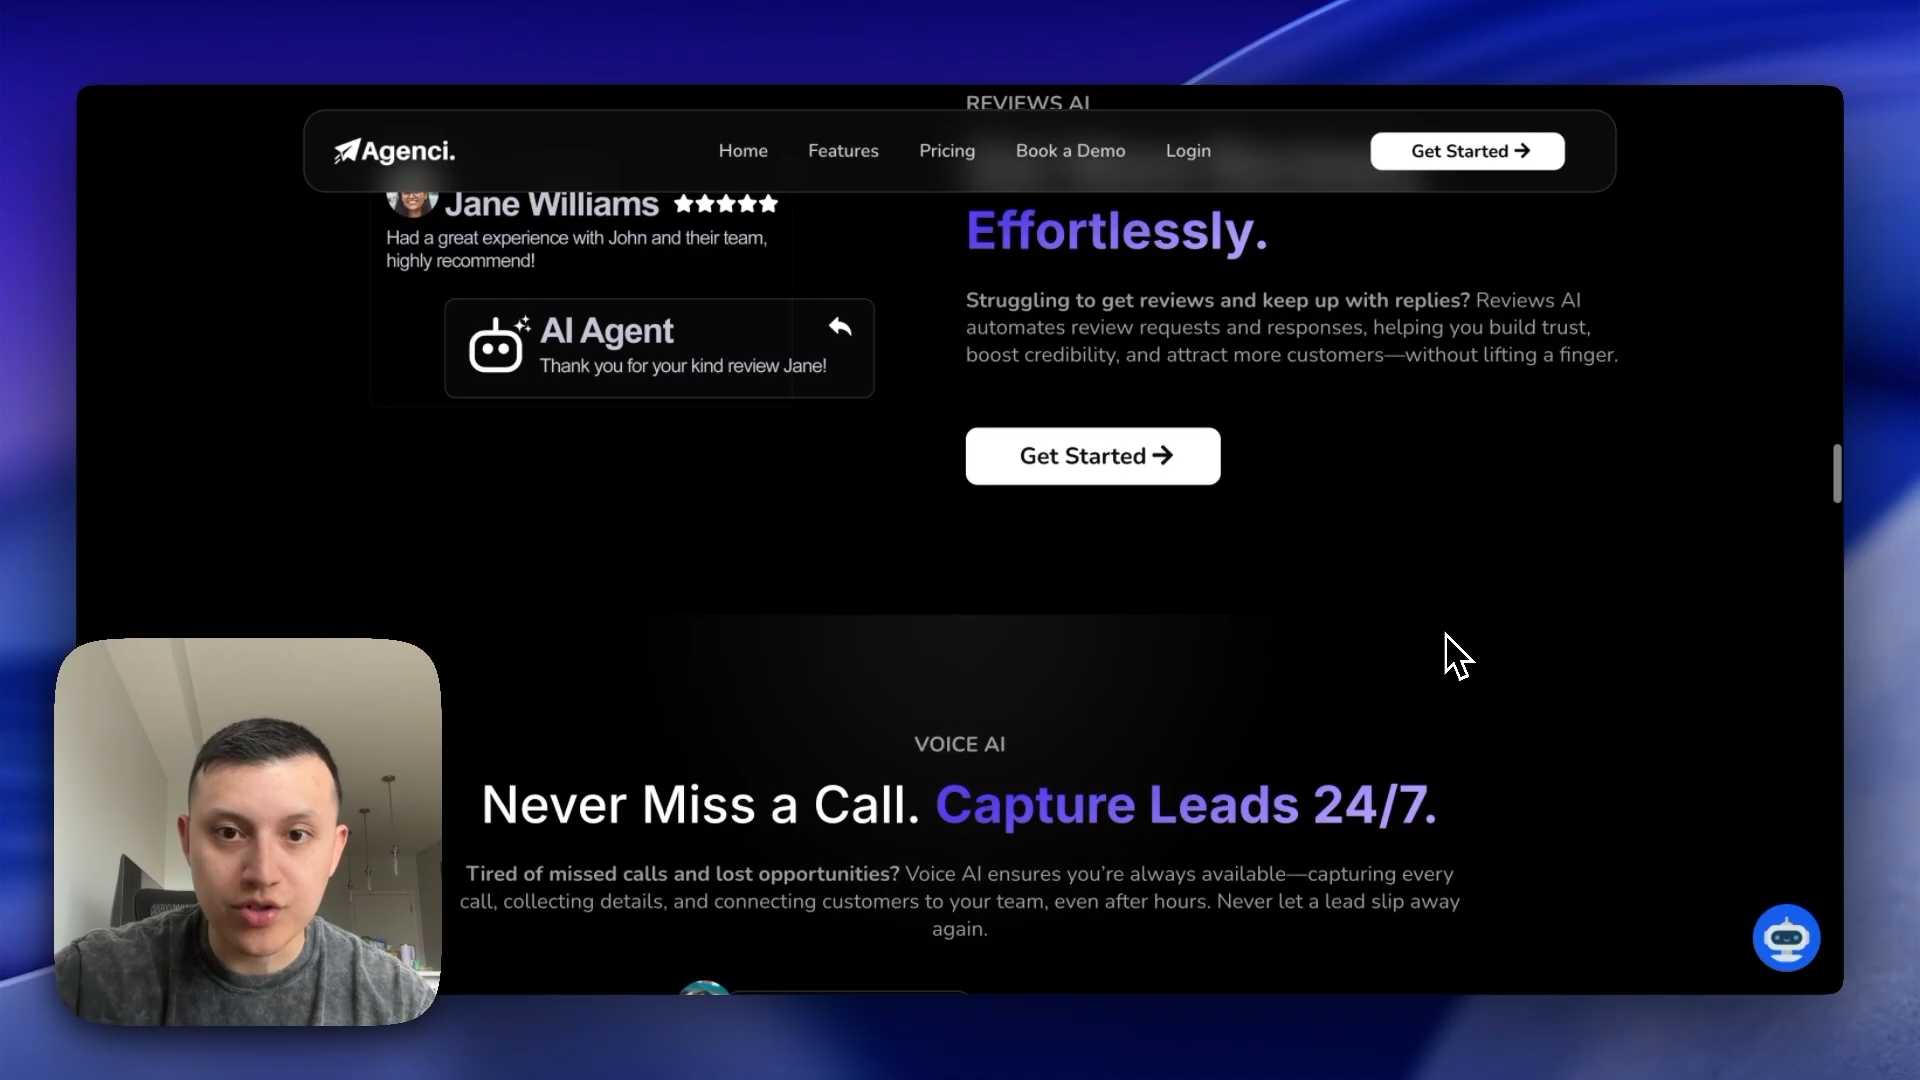 REVIEWS AI
Agenci.
Home
Features
Pricing
Book a Demo
Login
Get Started
Jane Williams
Had a great experience with John and their team,
highly recommend!
AI Agent
Thank you for your kind review Jane!
Effortlessly.
Struggling to get reviews and keep up with replies? Reviews AI
automates review requests and responses, helping you build trust,
boost credibility, and attract more customers—without lifting a finger.
Get Started
VOICE AI
Never Miss a Call. Capture Leads 24/7.
Tired of missed calls and lost opportunities? Voice AI ensures you’re always available—capturing every
call, collecting details, and connecting customers to your team, even after hours. Never let a lead slip away
again.